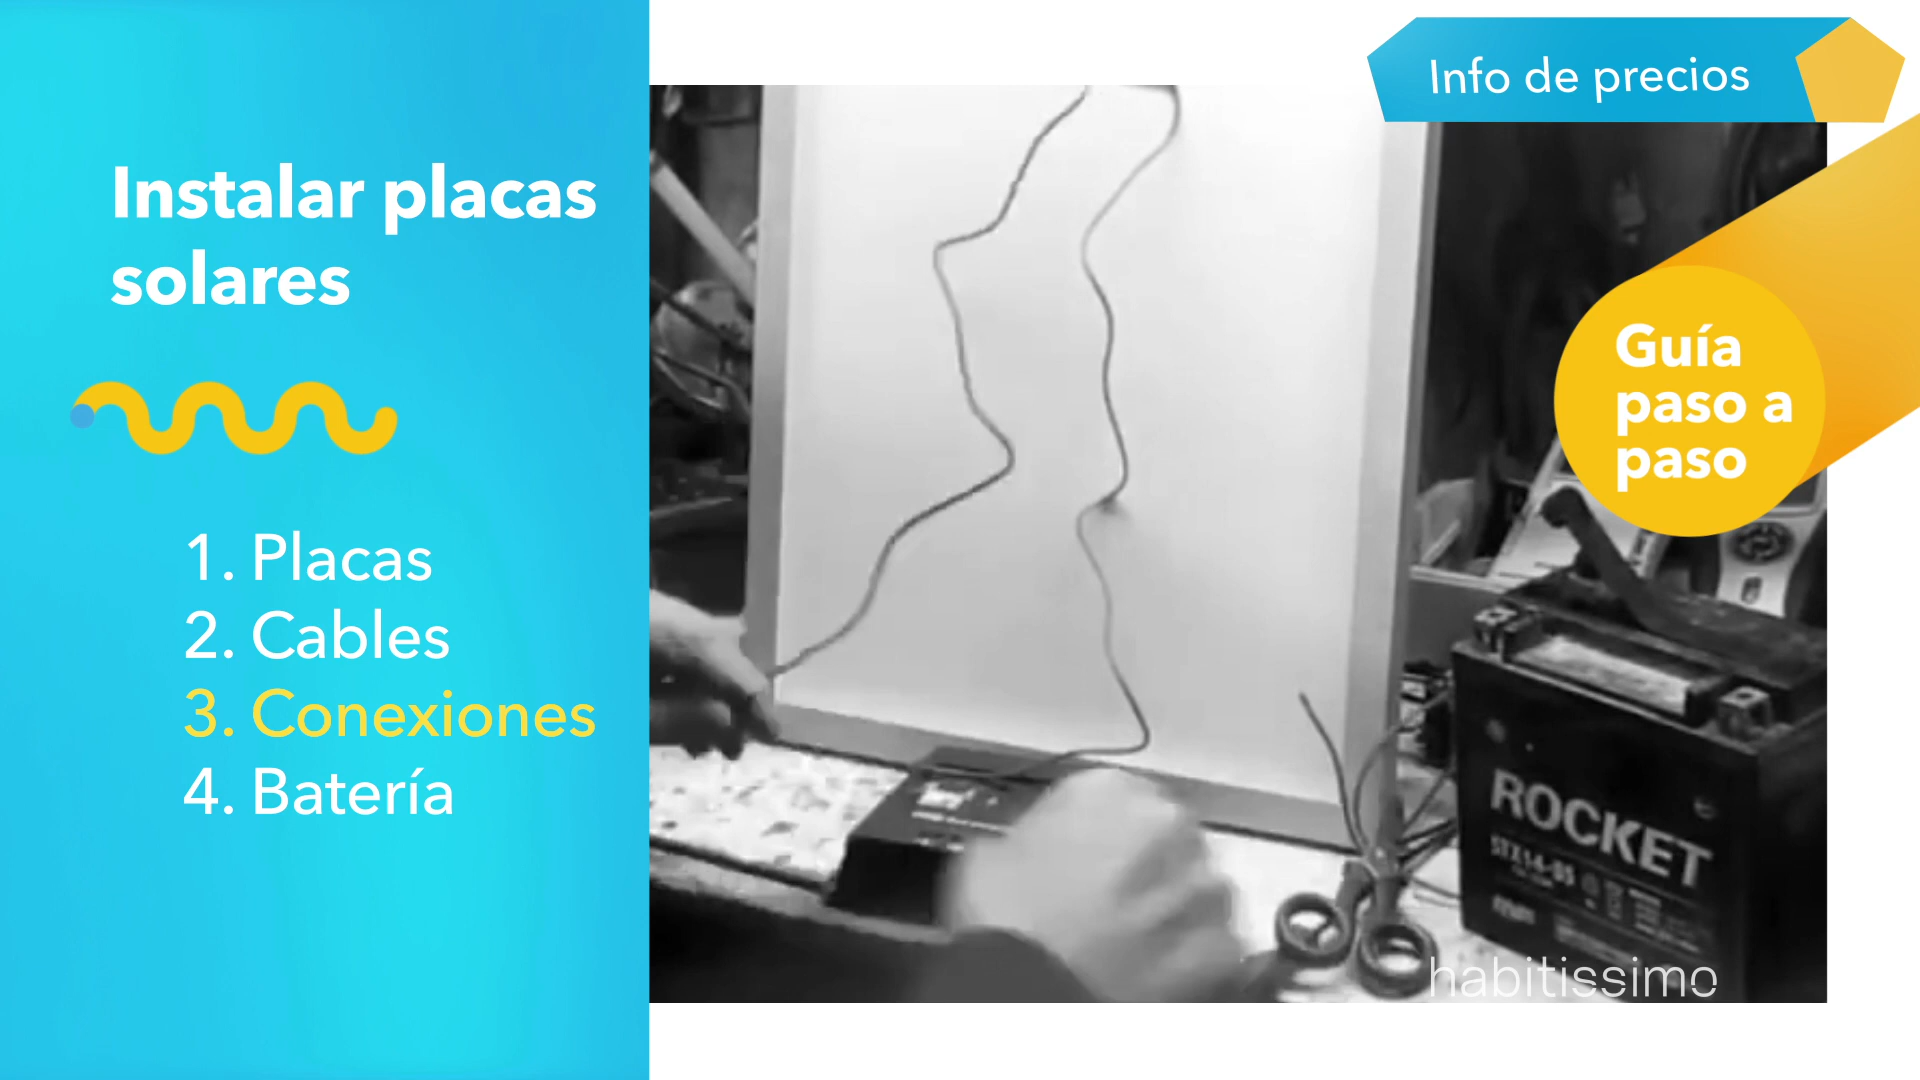 Info de precios
Instalar placas
solares
Guía
paso a
paso
1. Placas
2. Cables
3. Conexiones
4. Batería
ROCKET
habitissimo